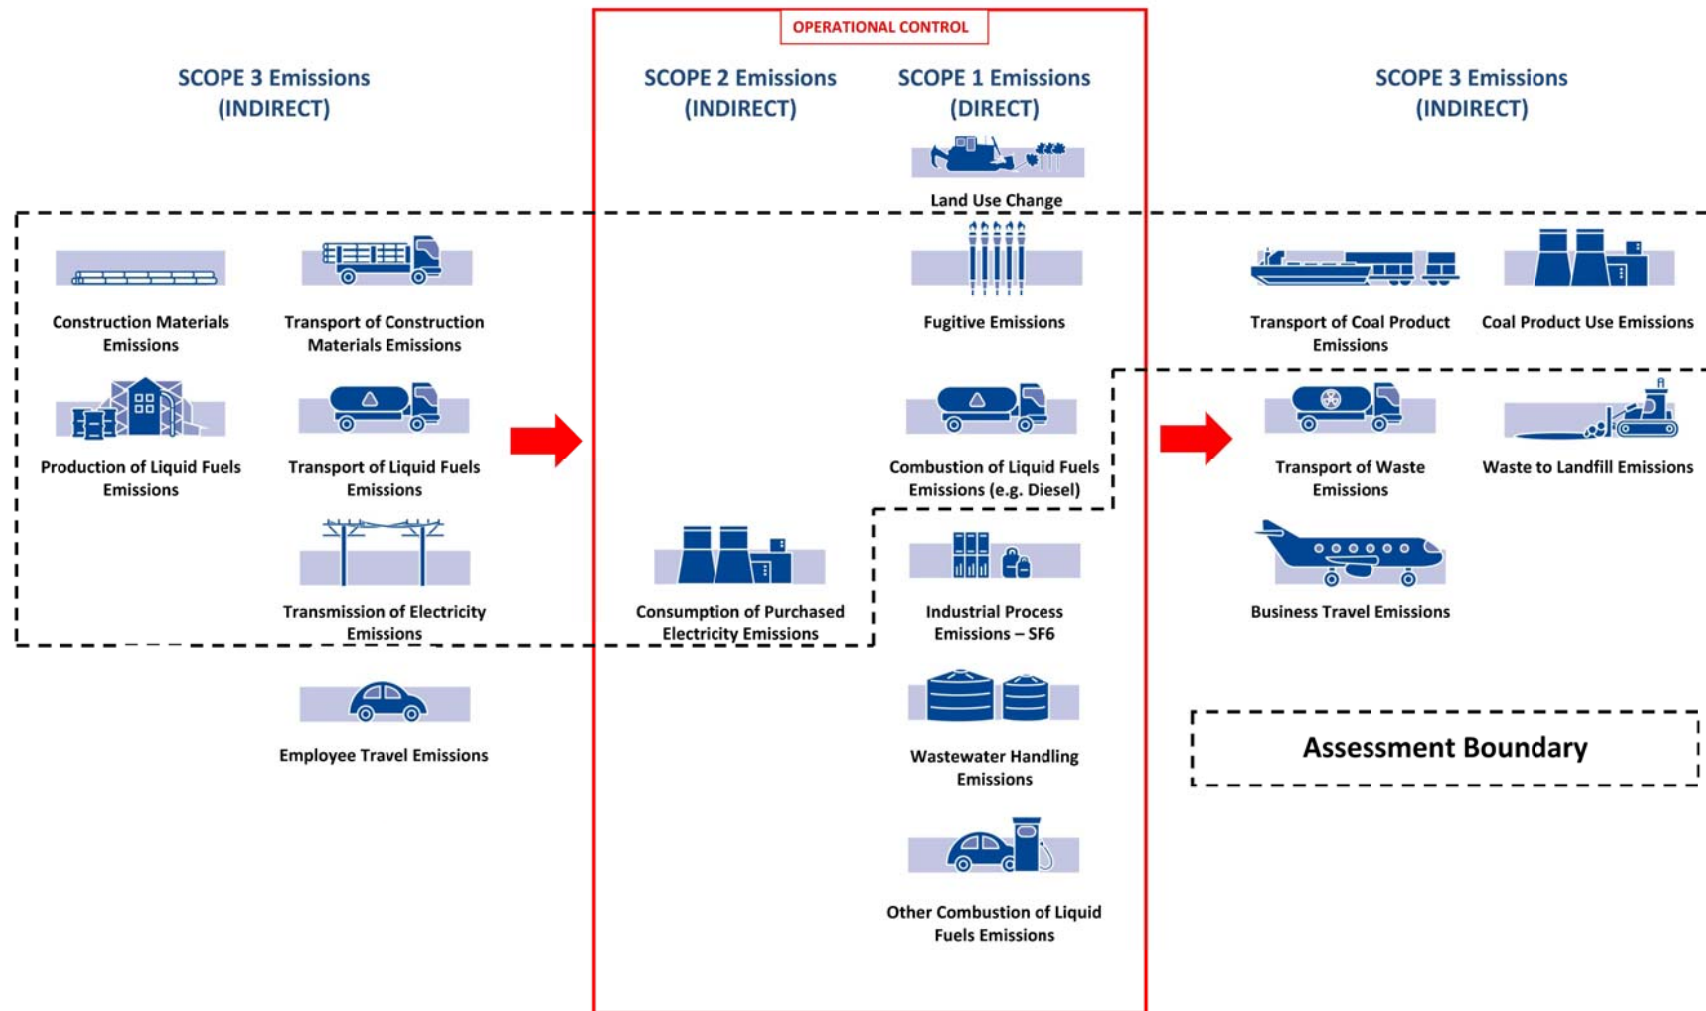 OPERATIONAL CONTROL
SCOPE 3 Emissions
(INDIRECT)
SCOPE 2 Emissions
(INDIRECT)
SCOPE 1 Emissions
(DIRECT)
SCOPE 3 Emissions
(INDIRECT)
Land Use Change
Construction Materials
Emissions
Transport of Construction
Materials Emissions
Fugitive Emissions
Transport of Coal Product
Emissions
Coal Product Use Emissions
Production of Liquid Fuels
Emissions
Transport of Liquid Fuels
Emissions
Combustion of Liquid Fuels
Emissions (e.g. Diesel)
Transport of Waste
Emissions
Waste to Landfill Emissions
Transmission of Electricity
Emissions
Consumption of Purchased
Electricity Emissions
Industrial Process
Emissions – SF6
Business Travel Emissions
Employee Travel Emissions
Wastewater Handling
Emissions
Assessment Boundary
Other Combustion of Liquid
Fuels Emissions